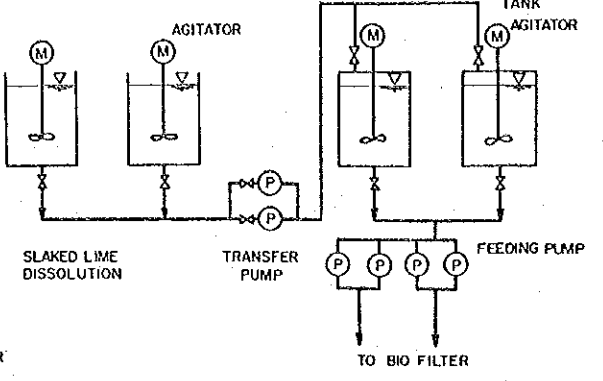 TANK
AGITATOR
AGITATOR
M
M
M
M
P
P
SLAKED LIME
DISSOLUTION
TRANSFER
PUMP
P
P
P
P
FEEDING PUMP
TO BIO FILTER
R